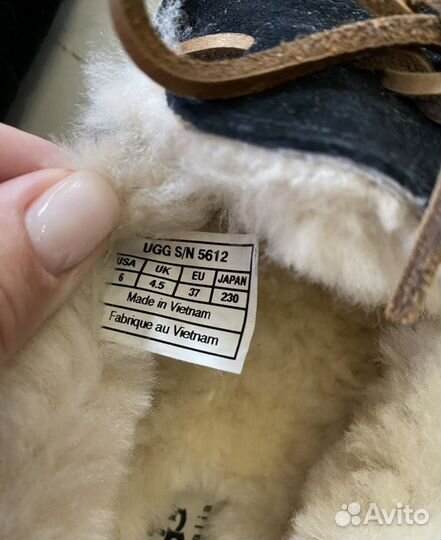 UGG S/N 5612
USA UK EU JAPAN
6 4.5 37 230
Made in Vietnam
Fabrique au Vietnam
Avito